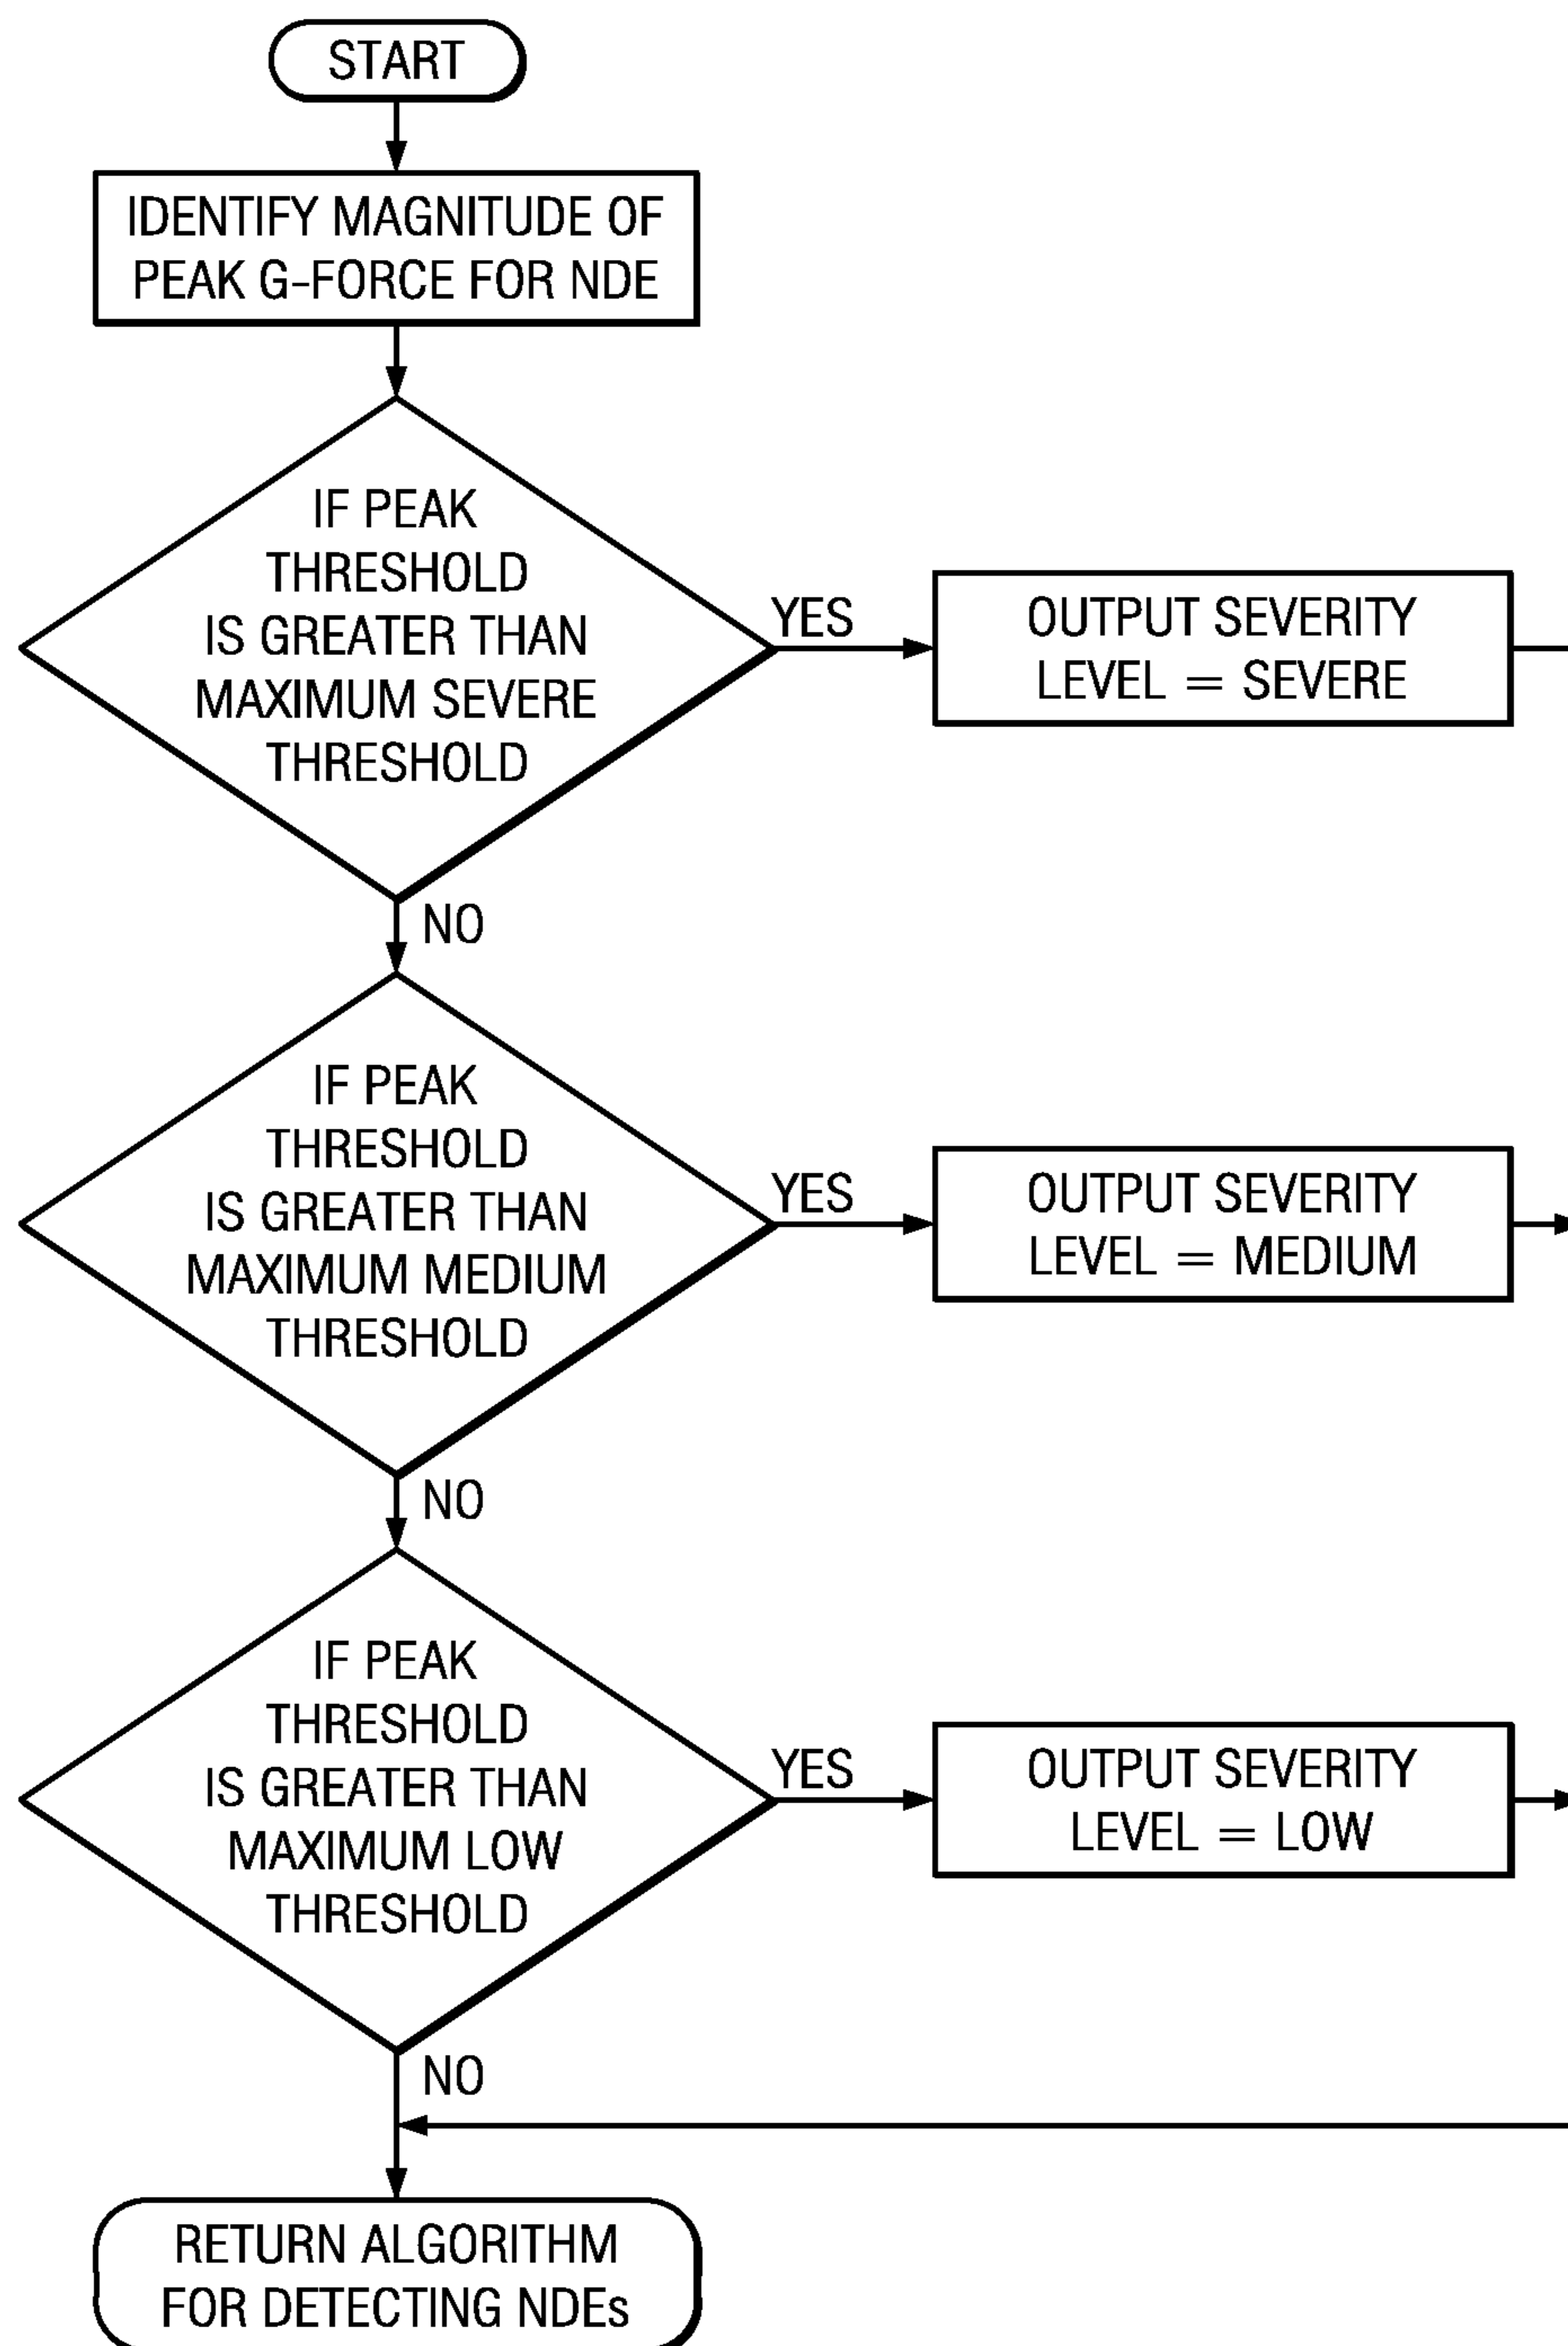 START
IDENTIFY MAGNITUDE OF
PEAK G-FORCE FOR NDE
IF PEAK
THRESHOLD
IS GREATER THAN
MAXIMUM SEVERE
THRESHOLD
YES
OUTPUT SEVERITY
LEVEL = SEVERE
NO
IF PEAK
THRESHOLD
IS GREATER THAN
MAXIMUM MEDIUM
THRESHOLD
YES
OUTPUT SEVERITY
LEVEL = MEDIUM
NO
IF PEAK
THRESHOLD
IS GREATER THAN
MAXIMUM LOW
THRESHOLD
YES
OUTPUT SEVERITY
LEVEL = LOW
NO
RETURN ALGORITHM
FOR DETECTING NDEs